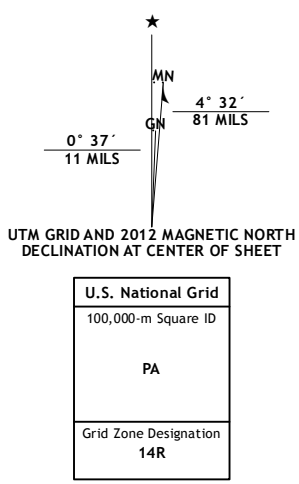 ★
MN
GN
4° 32´
81 MILS
0° 37´
11 MILS
UTM GRID AND 2012 MAGNETIC NORTH
DECLINATION AT CENTER OF SHEET
U.S. National Grid
100,000-m Square ID
PA
Grid Zone Designation
14R